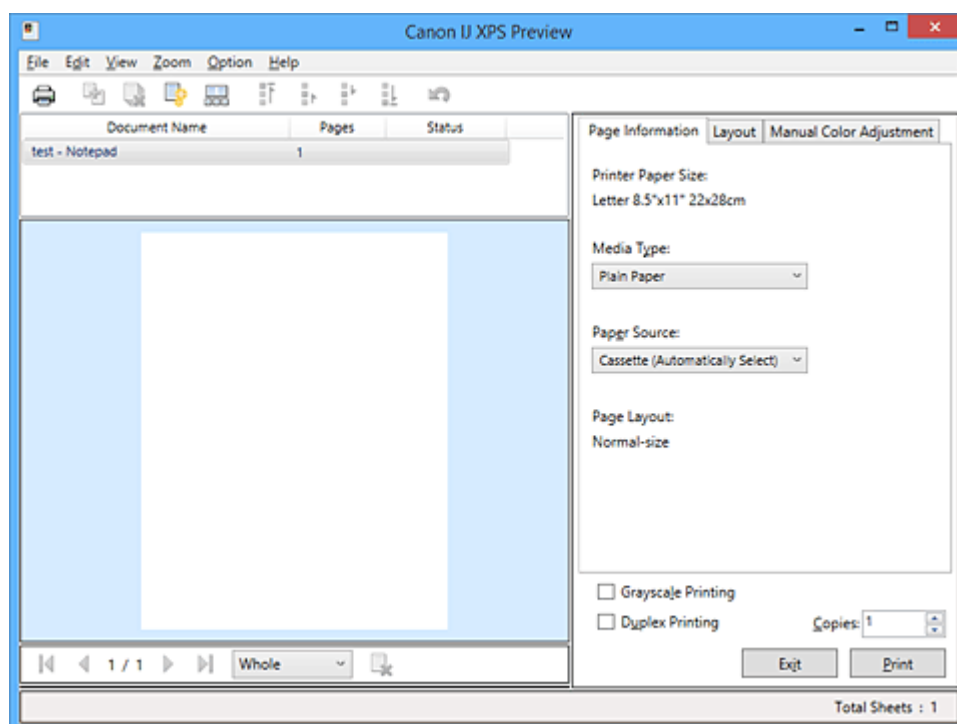 Canon IJ XPS Preview
File Edit View Zoom Option Help
Document Name Pages Status
test - Notepad 1
Page Information Layout Manual Color Adjustment
Printer Paper Size:
Letter 8.5"x11" 22x28cm
Media Type:
Plain Paper
Paper Source:
Cassette (Automatically Select)
Page Layout:
Normal-size
Grayscale Printing
Duplex Printing
Copies: 1
1 / 1 Whole
Exit Print
Total Sheets : 1